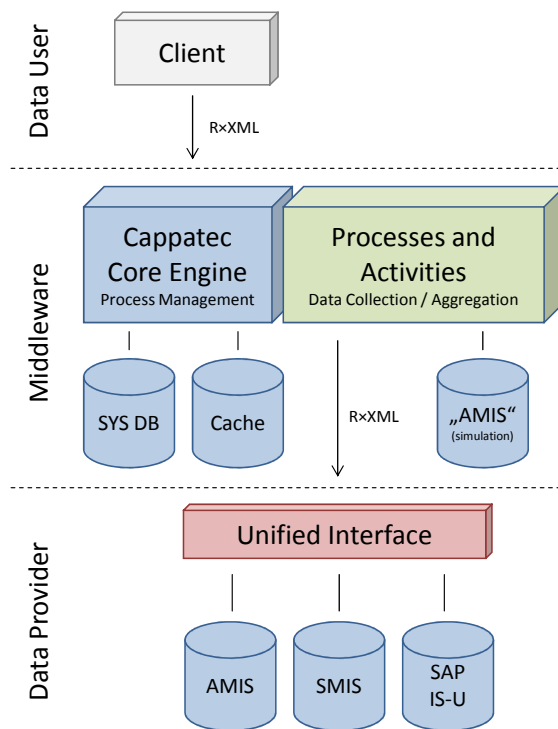 Data User
Client
R×XML
Middleware
Cappatec
Core Engine
Process Management
Processes and
Activities
Data Collection / Aggregation
SYS DB
Cache
R×XML
„AMIS“
(simulation)
Data Provider
Unified Interface
AMIS
SMIS
SAP
IS-U